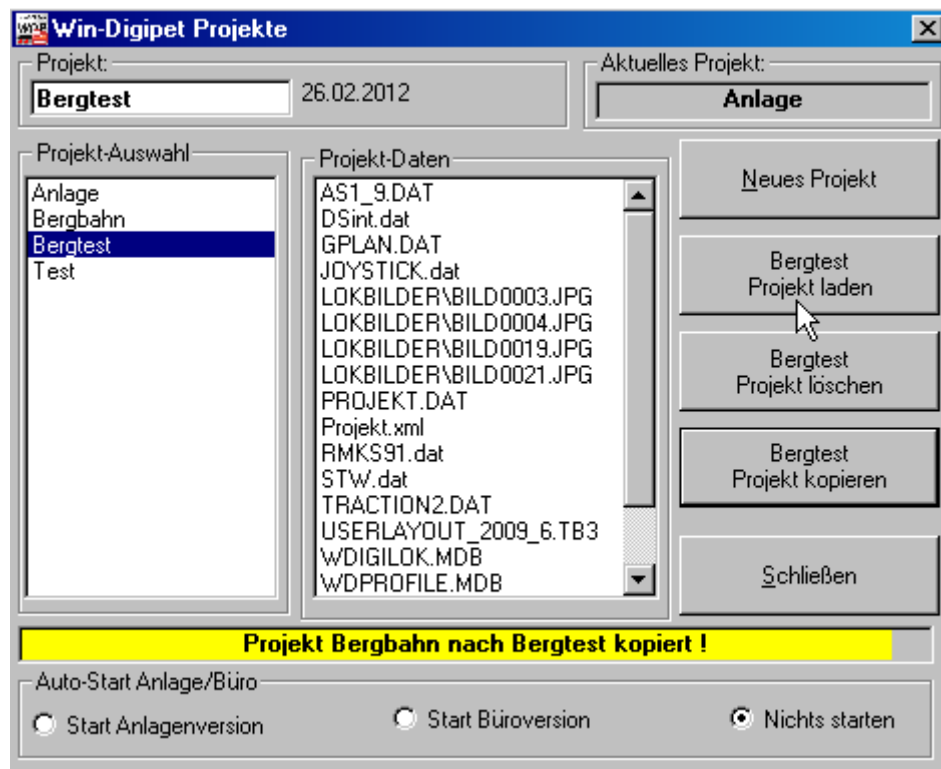 Win-Digipet Projekte
Projekt:
Bergtest
26.02.2012
Aktuelles Projekt:
Anlage
Projekt-Auswahl
Anlage
Bergbahn
Bergtest
Test
Projekt-Daten
AS1_9.DAT
DSint.dat
GPLAN.DAT
JOYSTICK.dat
LOKBILDER\BILD0003.JPG
LOKBILDER\BILD0004.JPG
LOKBILDER\BILD0019.JPG
LOKBILDER\BILD0021.JPG
PROJEKT.DAT
Projekt.xml
RMKS91.dat
STW.dat
TRACTION2.DAT
USERLAYOUT_2009_6.TB3
WDIGILOK.MDB
WDPROFILE.MDB
Neues Projekt
Bergtest
Projekt laden
Bergtest
Projekt löschen
Bergtest
Projekt kopieren
Schließen
Projekt Bergbahn nach Bergtest kopiert !
Auto-Start Anlage/Büro
Start Anlagenversion
Start Büroversion
Nichts starten